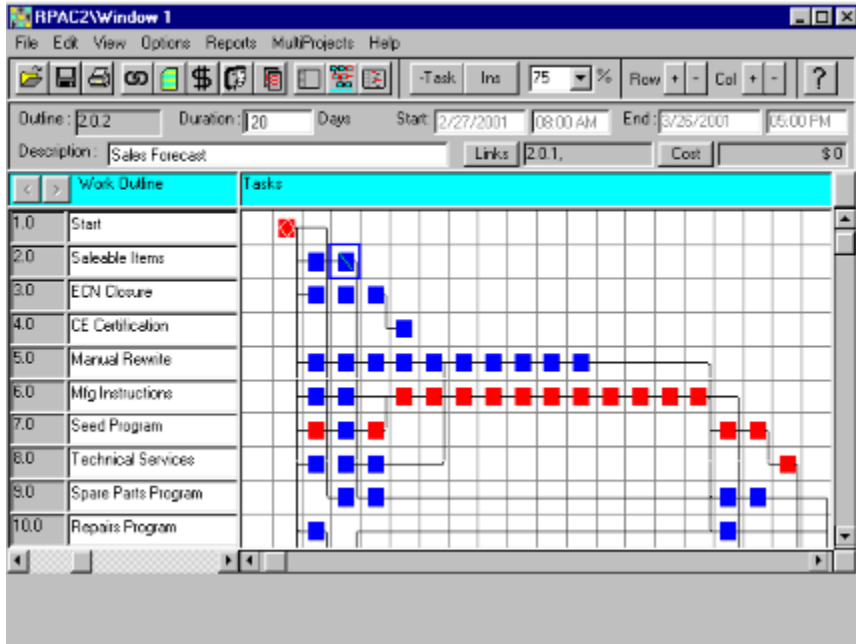 RPAC2\Window 1
File Edit View Options Reports MultiProjects Help
$ -Task Ins 75 % Row + - Col + - ?
Outline : 2.0.2 Duration : 20 Days Start: 2/27/2001 08:00 AM End : 3/26/2001 05:00 PM
Description : Sales Forecast Links 2.0.1, Cost $ 0
< > Work Outline Tasks
1.0 Start
2.0 Saleable Items
3.0 ECN Closure
4.0 CE Certification
5.0 Manual Rewrite
6.0 Mfg Instructions
7.0 Seed Program
8.0 Technical Services
9.0 Spare Parts Program
10.0 Repairs Program